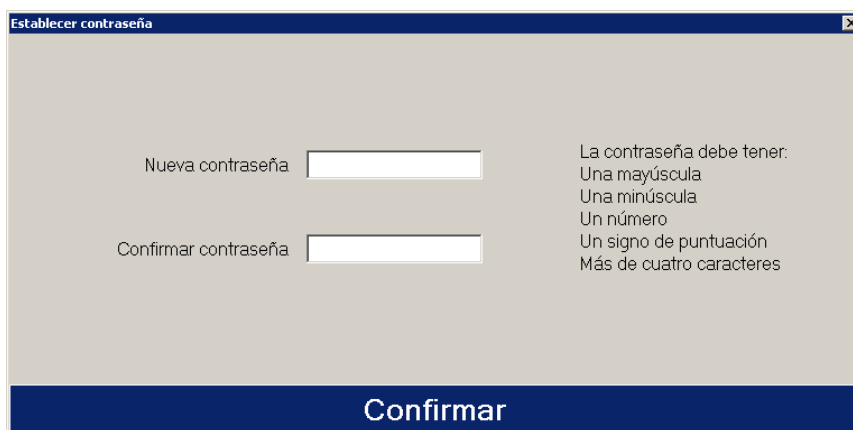 Establecer contraseña
Nueva contraseña
Confirmar contraseña
La contraseña debe tener:
Una mayúscula
Una minúscula
Un número
Un signo de puntuación
Más de cuatro caracteres
Confirmar